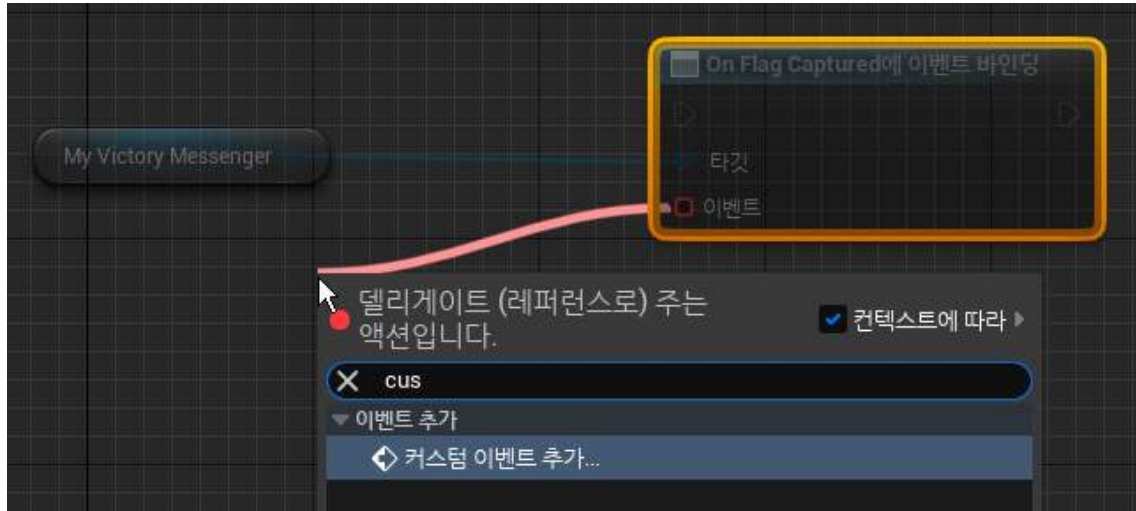 On Flag Captured에 이벤트 바인딩
My Victory Messenger
타깃
이벤트
델리게이트 (레퍼런스로) 주는
액션입니다.
컨텍스트에 따라
cus
이벤트 추가
커스텀 이벤트 추가...